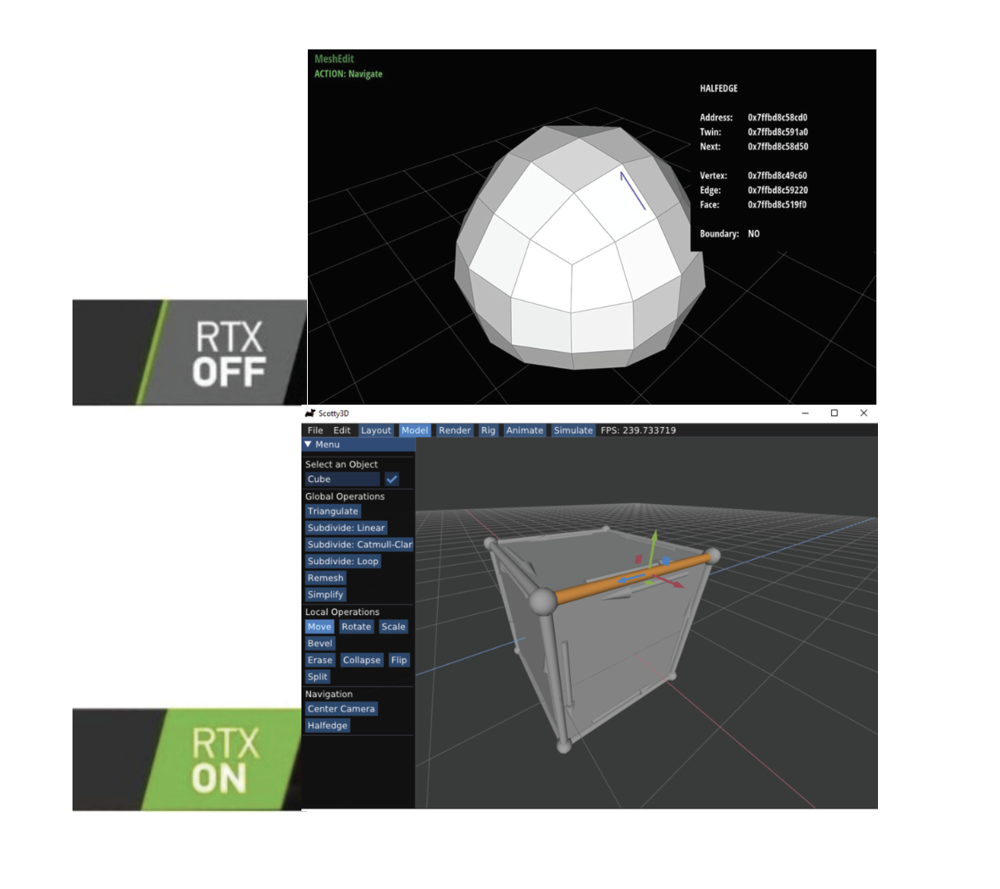 MeshEdit
ACTION: Navigate
HALFEDGE
Address: 0x7ffbd8c58cd0
Twin: 0x7ffbd8c591a0
Next: 0x7ffbd8c58d50
Vertex: 0x7ffbd8c49c60
Edge: 0x7ffbd8c59220
Face: 0x7ffbd8c519f0
Boundary: NO
RTX
OFF
Scotty3D
File Edit Layout Model Render Rig Animate Simulate FPS: 239.733719
Menu
Select an Object
Cube
Global Operations
Triangulate
Subdivide: Linear
Subdivide: Catmull-Clar
Subdivide: Loop
Remesh
Simplify
Local Operations
Move Rotate Scale
Bevel
Erase Collapse Flip
Split
Navigation
Center Camera
Halfedge
RTX
ON